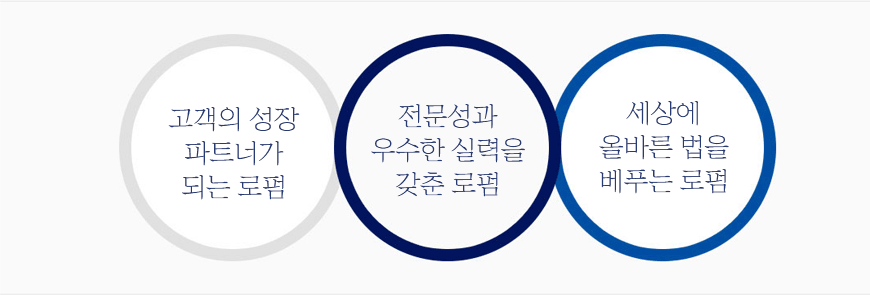 고객의 성장
파트너가
되는 로펌
전문성과
우수한 실력을
갖춘 로펌
세상에
올바른 법을
베푸는 로펌